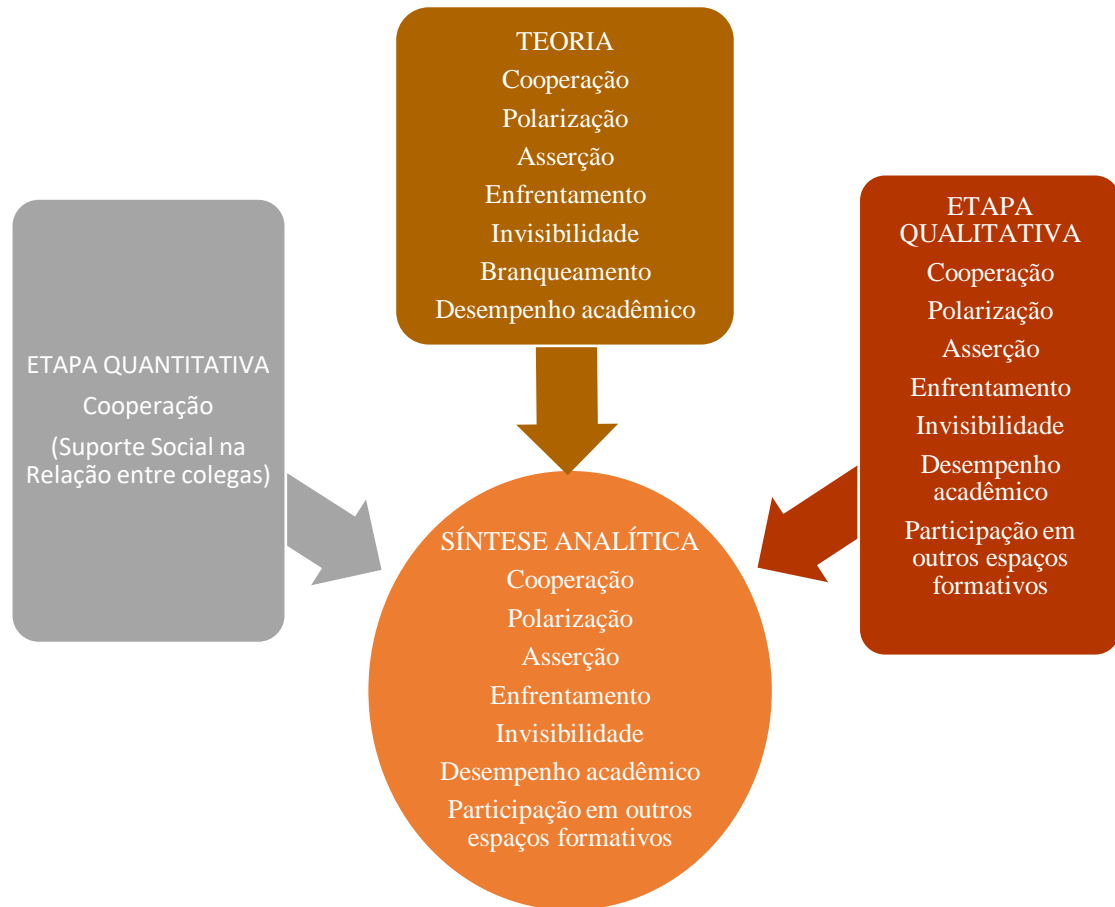 TEORIA
Cooperação
Polarização
Asserção
Enfrentamento
Invisibilidade
Branqueamento
Desempenho acadêmico
ETAPA QUANTITATIVA
Cooperação
(Suporte Social na
Relação entre colegas)
ETAPA
QUALITATIVA
Cooperação
Polarização
Asserção
Enfrentamento
Invisibilidade
Desempenho
acadêmico
Participação em
outros espaços
formativos
SÍNTESE ANALÍTICA
Cooperação
Polarização
Asserção
Enfrentamento
Invisibilidade
Desempenho acadêmico
Participação em outros
espaços formativos